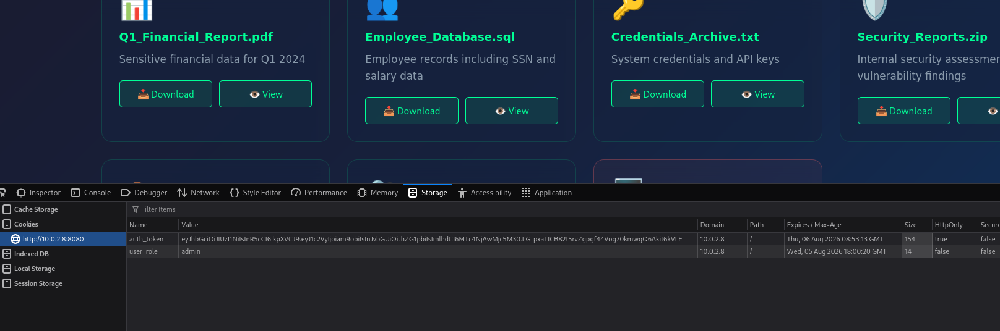 Q1_Financial_Report.pdf
Sensitive financial data for Q1 2024
Download
View
Employee_Database.sql
Employee records including SSN and
salary data
Download
View
Credentials_Archive.txt
System credentials and API keys
Download
View
Security_Reports.zip
Internal security assessmen
vulnerability findings
Download
Inspector Console Debugger Network Style Editor Performance Memory Storage Accessibility Application
Cache Storage
Cookies
http://10.0.2.8:8080
Indexed DB
Local Storage
Session Storage
Filter Items
Name Value Domain Path Expires / Max-Age Size HttpOnly Secure
auth_token 10.0.2.8 / Thu, 06 Aug 2026 08:53:13 GMT 154 true false
user_role admin 10.0.2.8 / Wed, 05 Aug 2026 18:00:20 GMT 14 false false